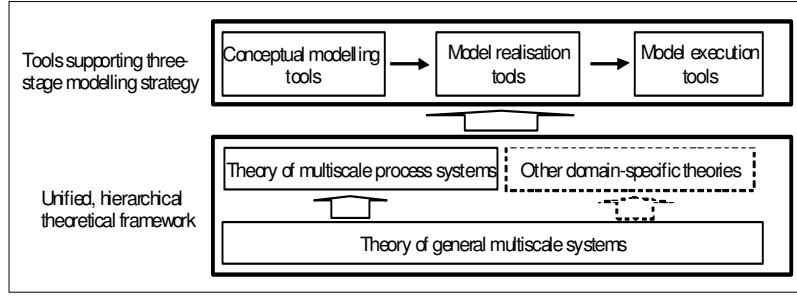 Tools supporting three-
stage modelling strategy
Conceptual modelling
tools
Model realisation
tools
Model execution
tools
Unified, hierarchical
theoretical framework
Theory of multiscale process systems
Other domain-specific theories
Theory of general multiscale systems